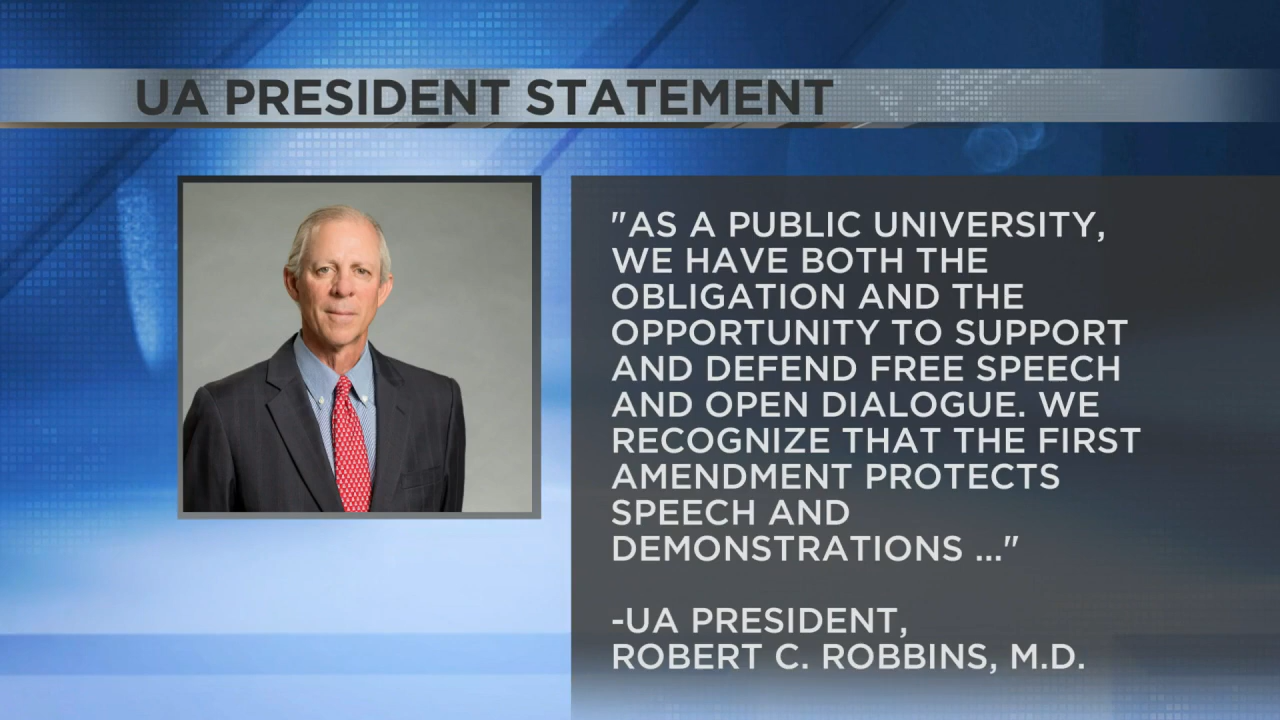 UA PRESIDENT STATEMENT
"AS A PUBLIC UNIVERSITY,
WE HAVE BOTH THE
OBLIGATION AND THE
OPPORTUNITY TO SUPPORT
AND DEFEND FREE SPEECH
AND OPEN DIALOGUE. WE
RECOGNIZE THAT THE FIRST
AMENDMENT PROTECTS
SPEECH AND
DEMONSTRATIONS ..."
-UA PRESIDENT,
ROBERT C. ROBBINS, M.D.